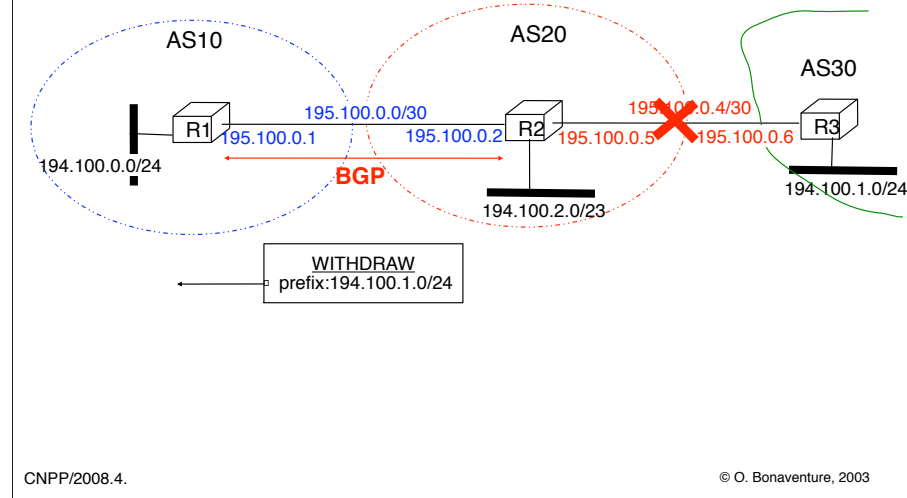 AS10
AS20
AS30
195.100.0.0/30
R1
195.100.0.1
195.100.0.2
R2
195.100.0.5
195.100.0.6
R3
194.100.0.0/24
BGP
194.100.2.0/23
194.100.1.0/24
WITHDRAW
prefix:194.100.1.0/24
CNPP/2008.4.
© O. Bonaventure, 2003